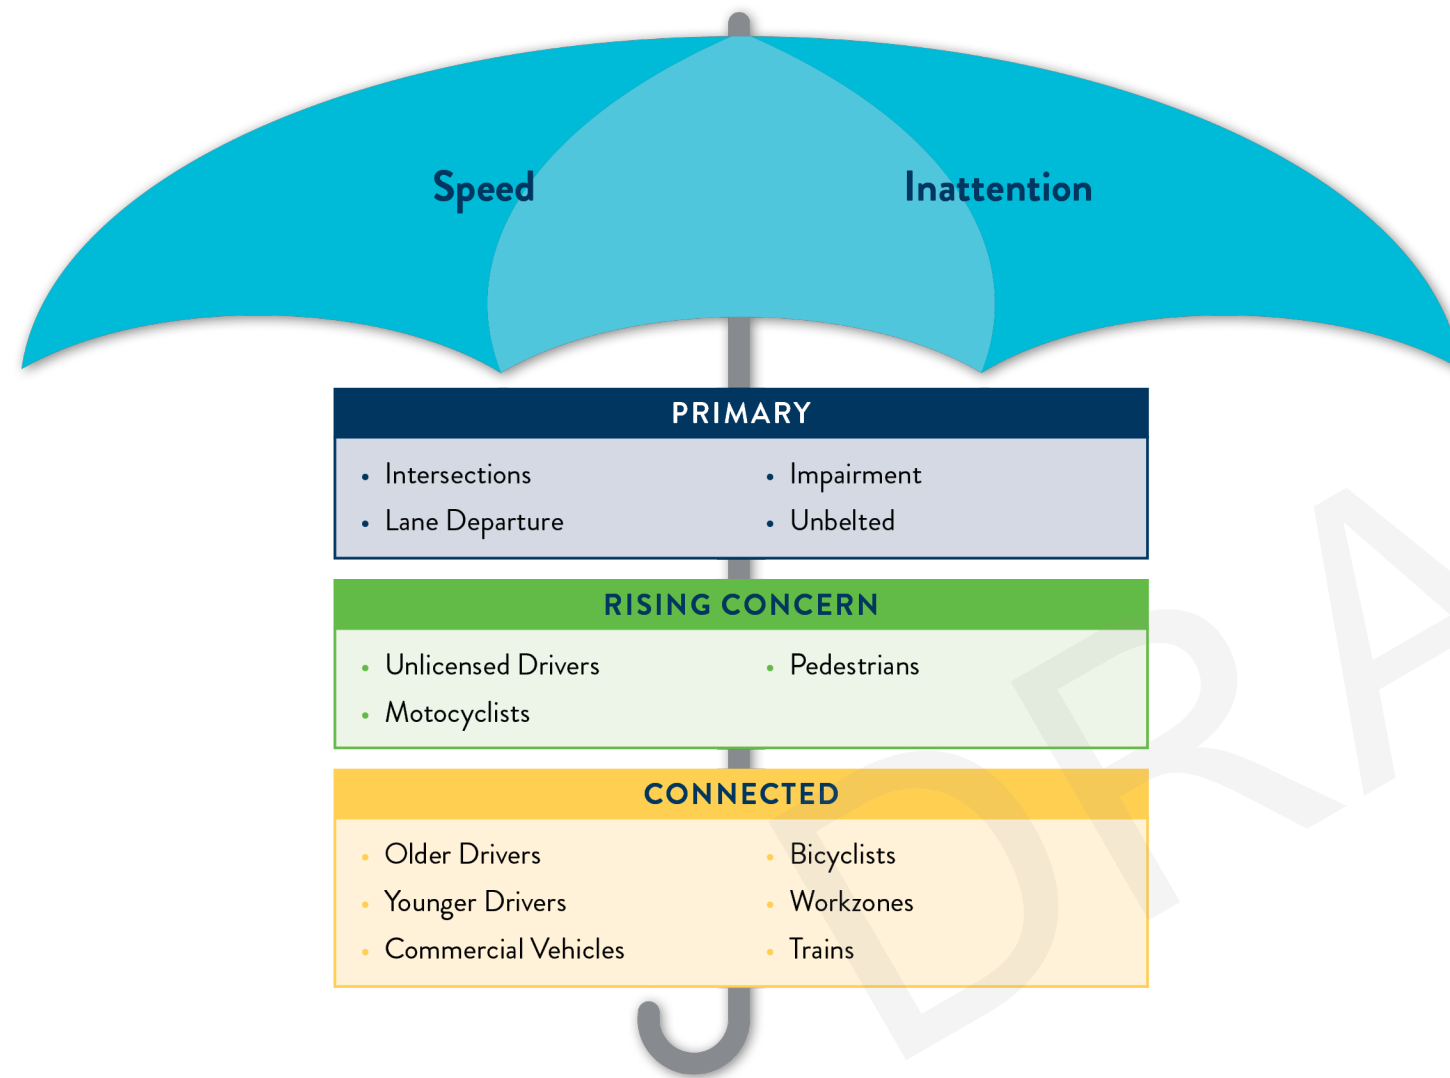 Speed
Inattention
PRIMARY
• Intersections
• Lane Departure
• Impairment
• Unbelted
RISING CONCERN
• Unlicensed Drivers
• Motocyclists
• Pedestrians
CONNECTED
• Older Drivers
• Younger Drivers
• Commercial Vehicles
• Bicyclists
• Workzones
• Trains
DRA